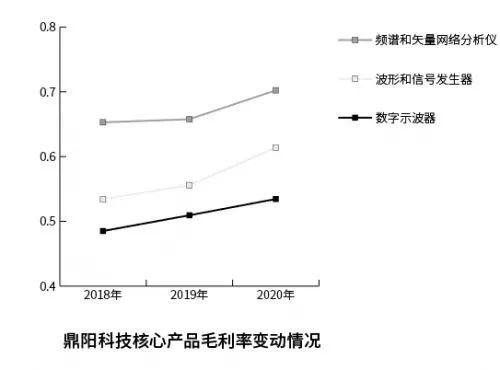 0.8
0.7
0.6
0.5
0.4
2018年
2019年
2020年
频谱和矢量网络分析仪
波形和信号发生器
数字示波器
鼎阳科技核心产品毛利率变动情况